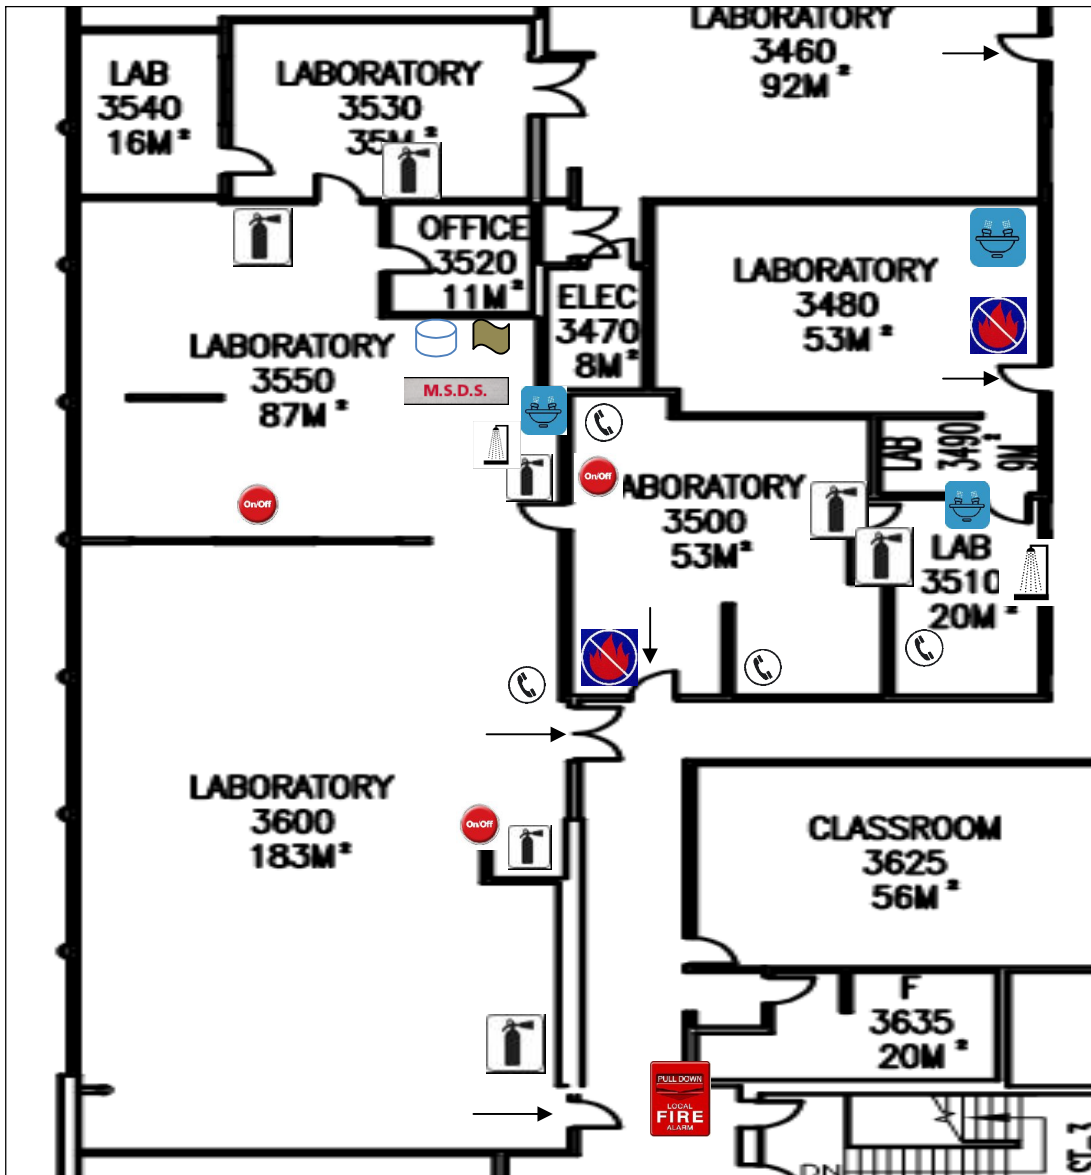 LABORATORY
3460
92M²
LAB
3540
16M²
LABORATORY
3530
35M²
OFFICE
3520
11M²
ELEC
3470
8M²
LABORATORY
3480
53M²
LABORATORY
3550
87M²
M.S.D.S.
LAB
3490
9M²
On/Off
On/Off
ABORATORY
3500
53M²
LAB
3510
20M²
LABORATORY
3600
183M²
On/Off
CLASSROOM
3625
56M²
F
3635
20M²
PULL DOWN
LOCAL
FIRE
ALARM
DN